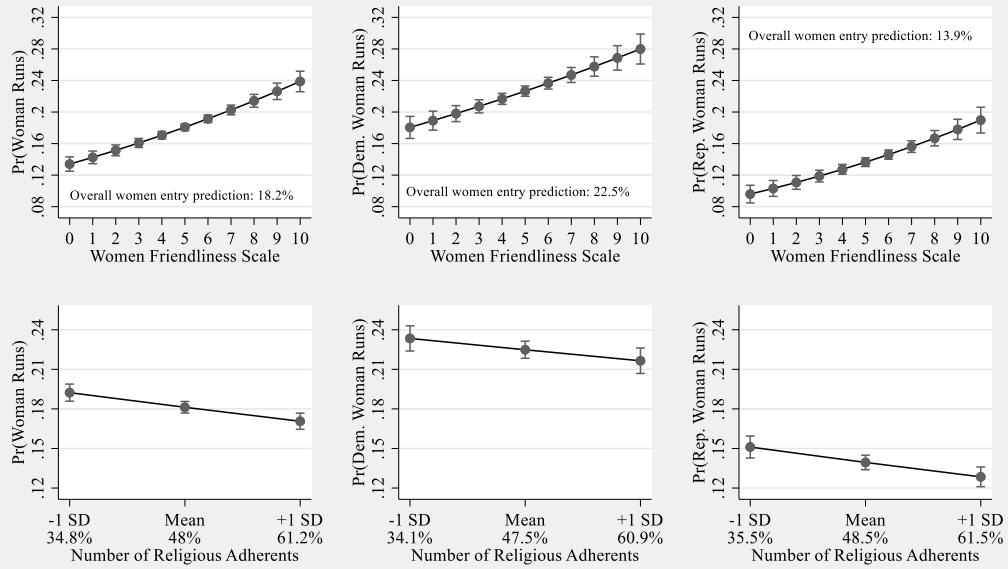 Pr(Woman Runs)
.32
.28
.24
.2
.16
.12
.08
Overall women entry prediction: 18.2%
0 1 2 3 4 5 6 7 8 9 10
Women Friendliness Scale
Pr(Dem. Woman Runs)
.32
.28
.24
.2
.16
.12
.08
Overall women entry prediction: 22.5%
0 1 2 3 4 5 6 7 8 9 10
Women Friendliness Scale
Pr(Rep. Woman Runs)
.32
.28
.24
.2
.16
.12
.08
Overall women entry prediction: 13.9%
0 1 2 3 4 5 6 7 8 9 10
Women Friendliness Scale
Pr(Woman Runs)
.24
.21
.18
.15
.12
-1 SD Mean +1 SD
34.8% 48% 61.2%
Number of Religious Adherents
Pr(Dem. Woman Runs)
.24
.21
.18
.15
.12
-1 SD Mean +1 SD
34.1% 47.5% 60.9%
Number of Religious Adherents
Pr(Rep. Woman Runs)
.24
.21
.18
.15
.12
-1 SD Mean +1 SD
35.5% 48.5% 61.5%
Number of Religious Adherents